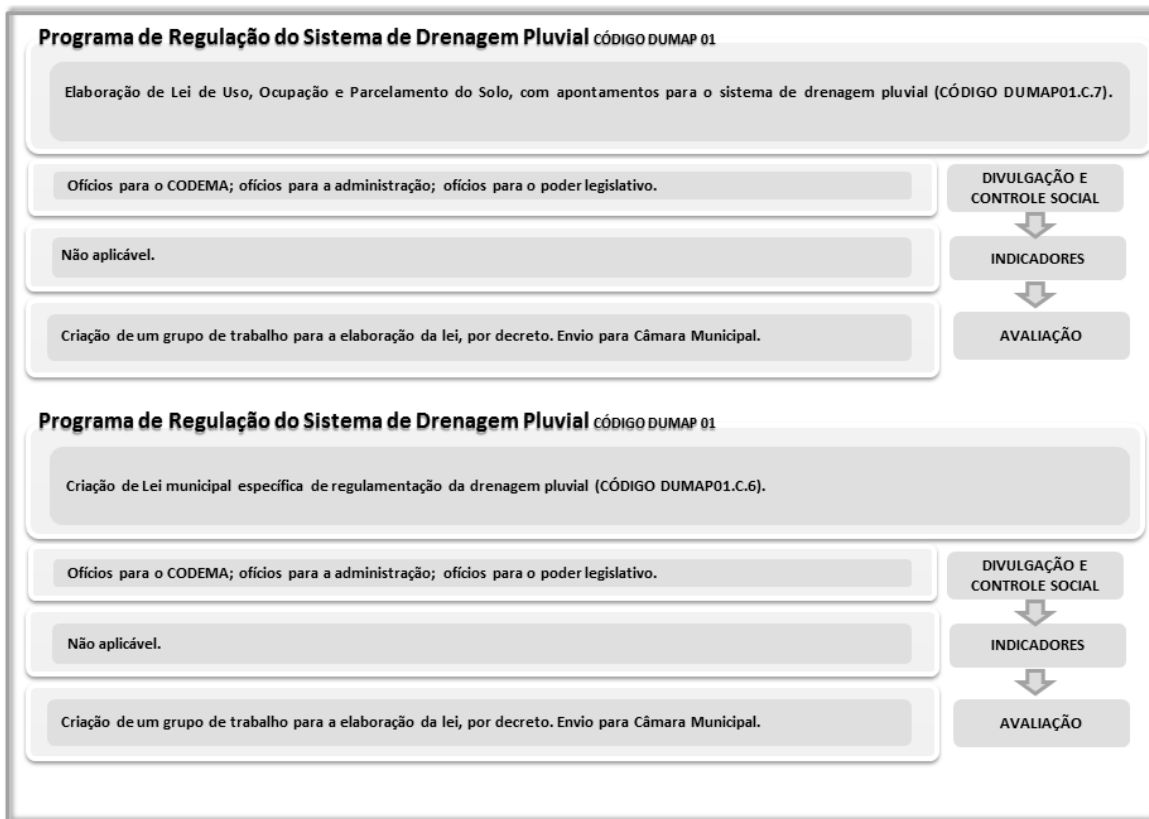 Programa de Regulação do Sistema de Drenagem Pluvial CÓDIGO DUMAP 01
Elaboração de Lei de Uso, Ocupação e Parcelamento do Solo, com apontamentos para o sistema de drenagem pluvial (CÓDIGO DUMAP01.C.7).
Ofícios para o CODEMA; ofícios para a administração; ofícios para o poder legislativo.
DIVULGAÇÃO E
CONTROLE SOCIAL
Não aplicável.
INDICADORES
Criação de um grupo de trabalho para a elaboração da lei, por decreto. Envio para Câmara Municipal.
AVALIAÇÃO
Programa de Regulação do Sistema de Drenagem Pluvial CÓDIGO DUMAP 01
Criação de Lei municipal específica de regulamentação da drenagem pluvial (CÓDIGO DUMAP01.C.6).
Ofícios para o CODEMA; ofícios para a administração; ofícios para o poder legislativo.
DIVULGAÇÃO E
CONTROLE SOCIAL
Não aplicável.
INDICADORES
Criação de um grupo de trabalho para a elaboração da lei, por decreto. Envio para Câmara Municipal.
AVALIAÇÃO